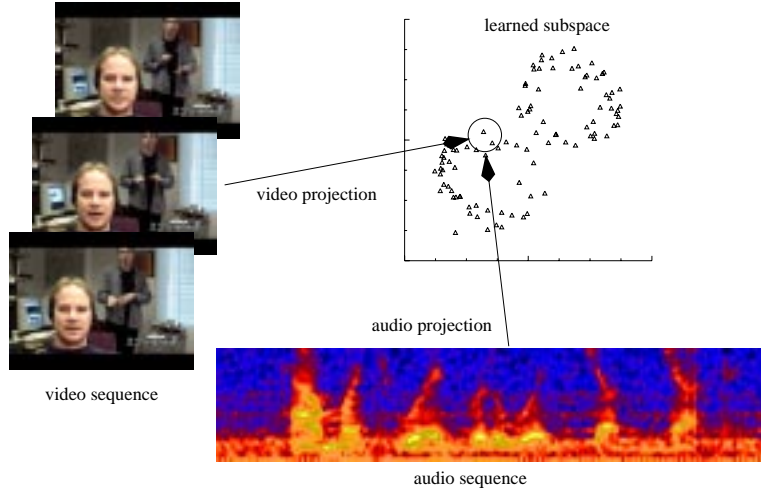 learned subspace
video projection
audio projection
video sequence
audio sequence